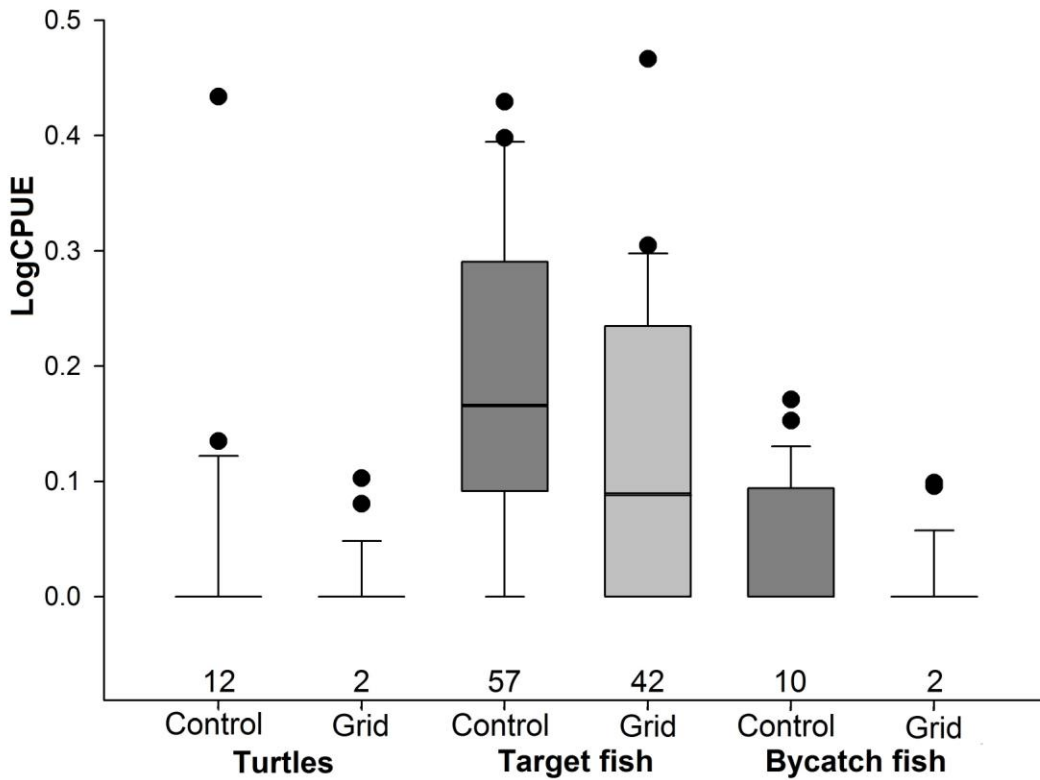 LogCPUE
0.5
0.4
0.3
0.2
0.1
0.0
12 2 57 42 10 2
Control Grid Control Grid Control Grid
Turtles Target fish Bycatch fish